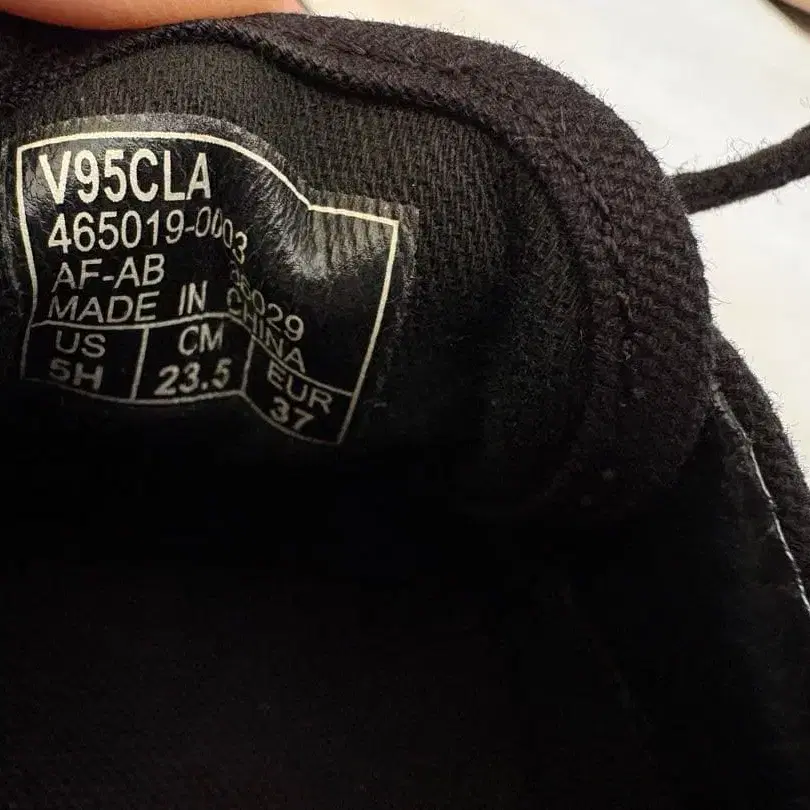 V95CLA
465019-0003
AF-AB
MADE IN CHINA
US CM EUR
5H 23.5 37